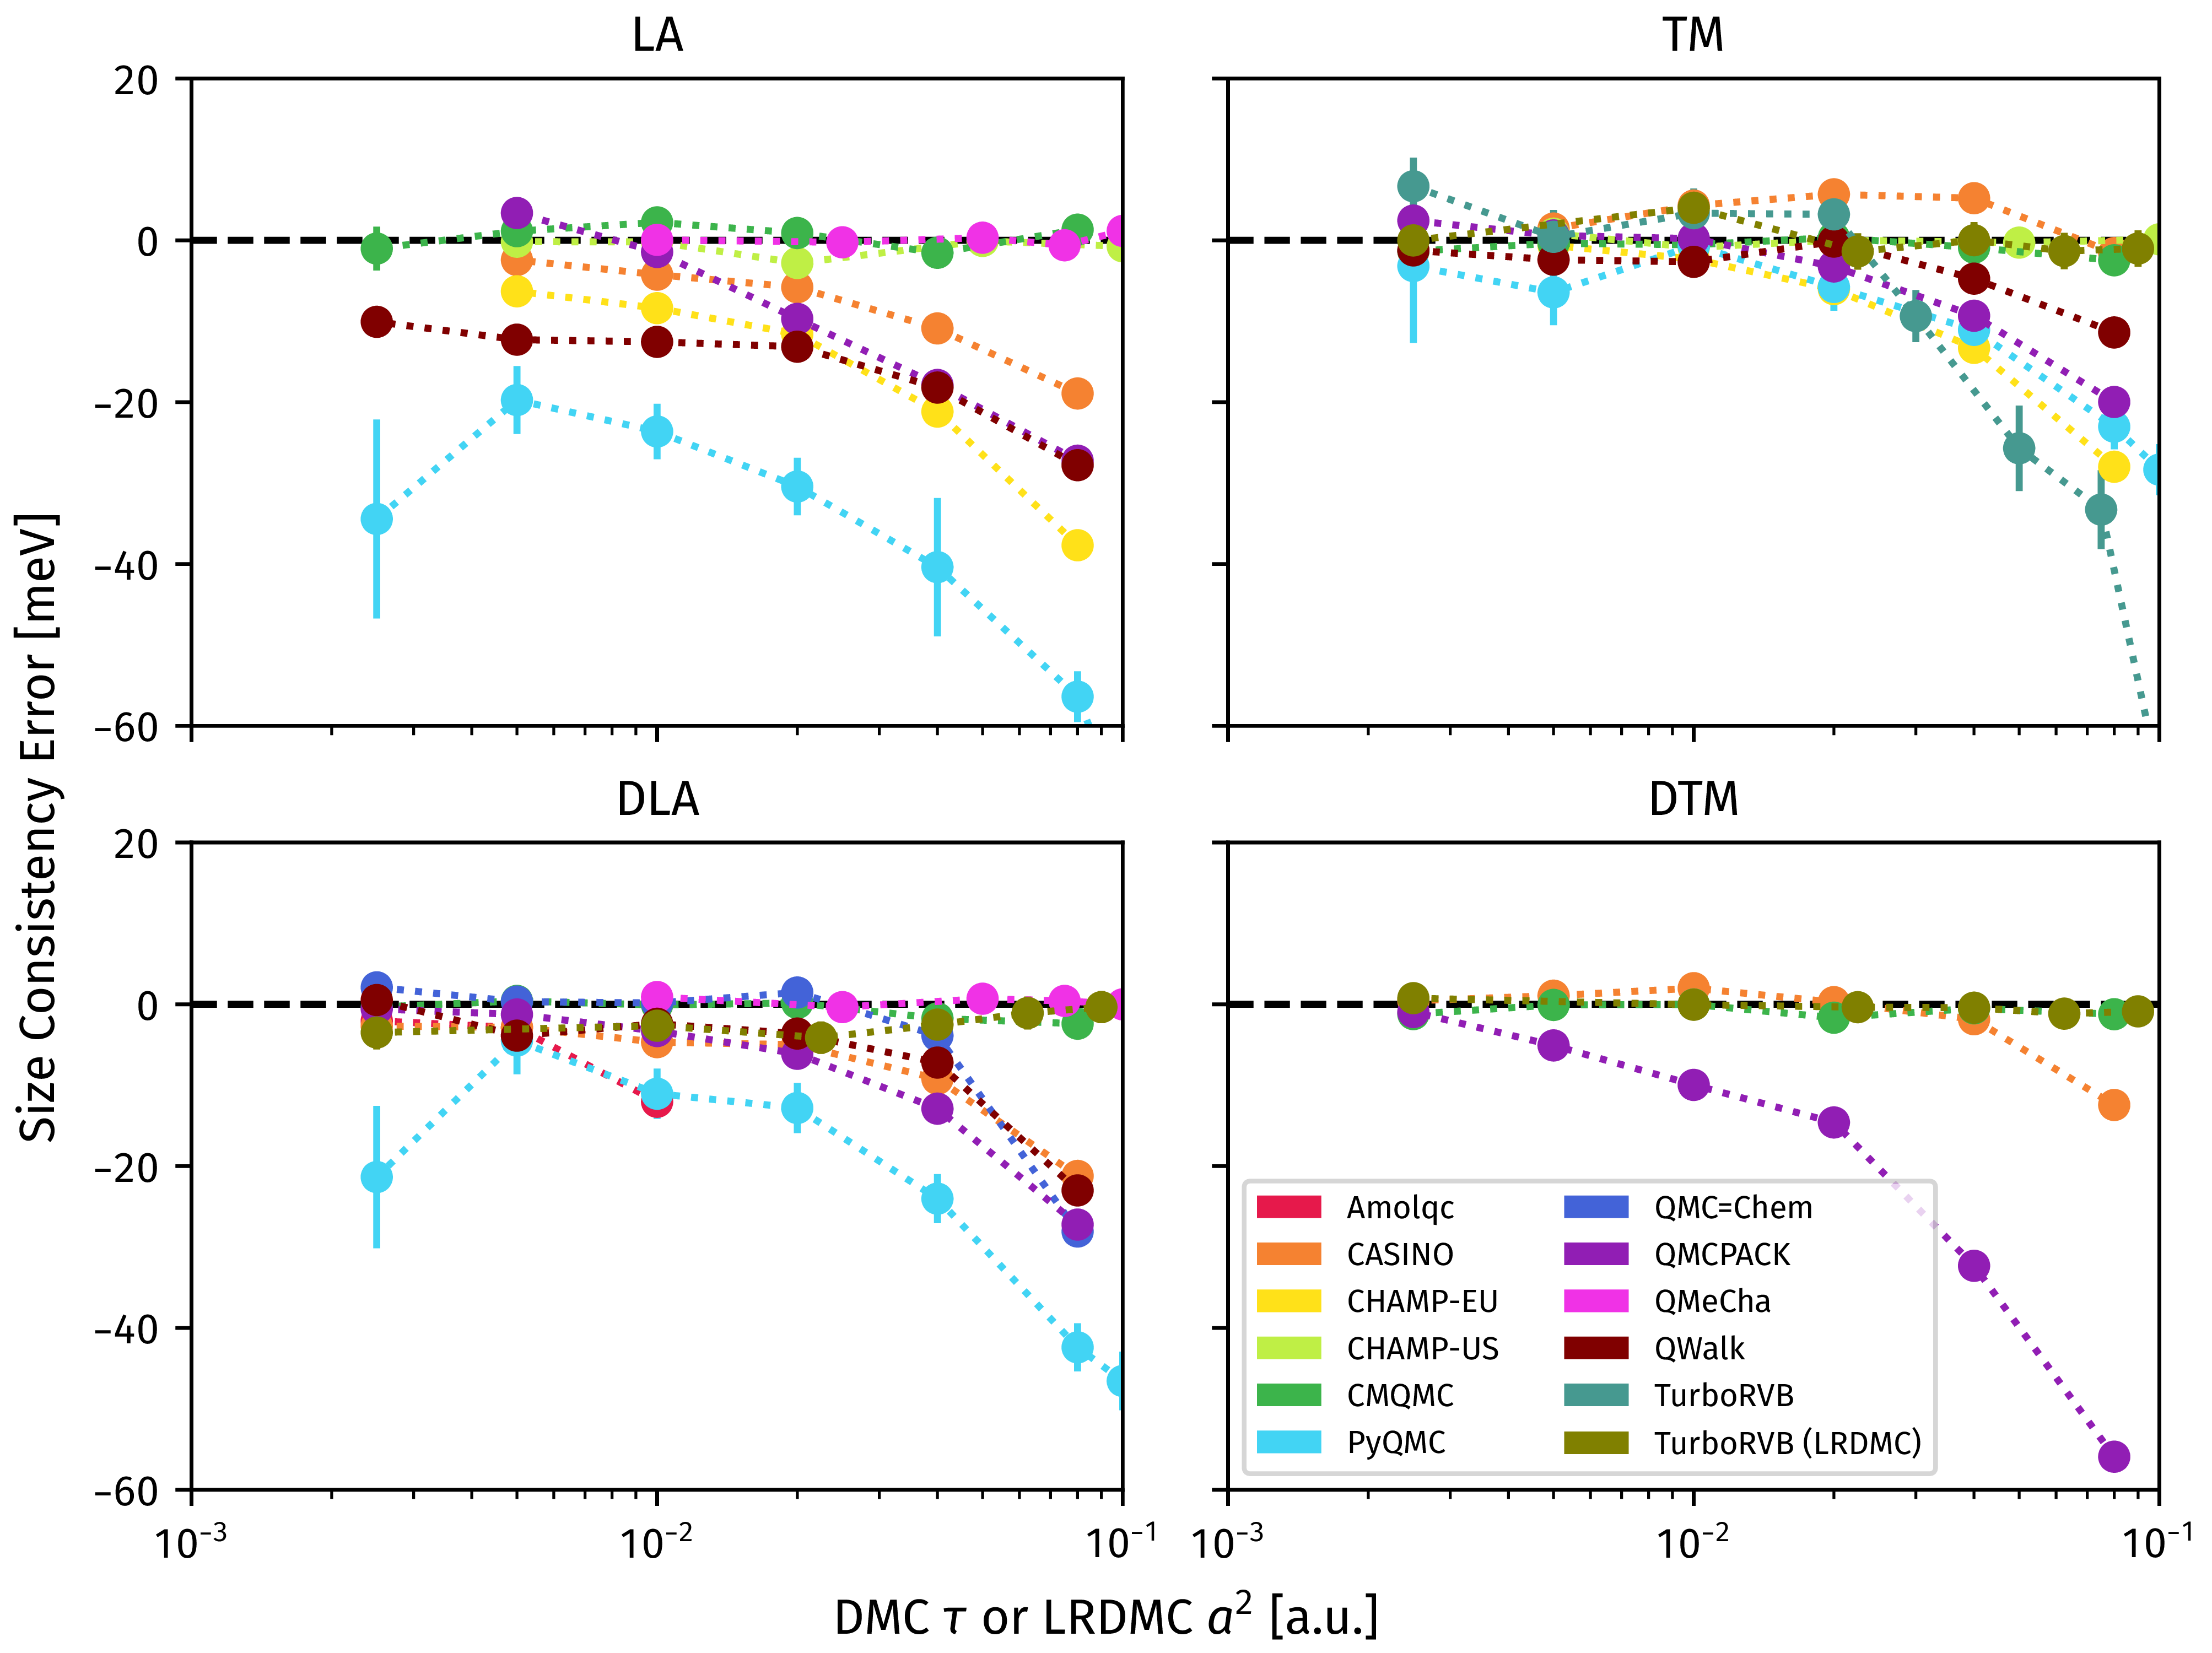 LA
TM
20
0
−20
−40
−60
Size Consistency Error [meV]
DLA
DTM
20
0
−20
−40
−60
Amolqc
CASINO
CHAMP-EU
CHAMP-US
CMQMC
PyQMC
QMC=Chem
QMCPACK
QMeCha
QWalk
TurboRVB
TurboRVB (LRDMC)
10⁻³ 10⁻² 10⁻¹ 10⁻³ 10⁻² 10⁻¹
DMC τ or LRDMC a² [a.u.]